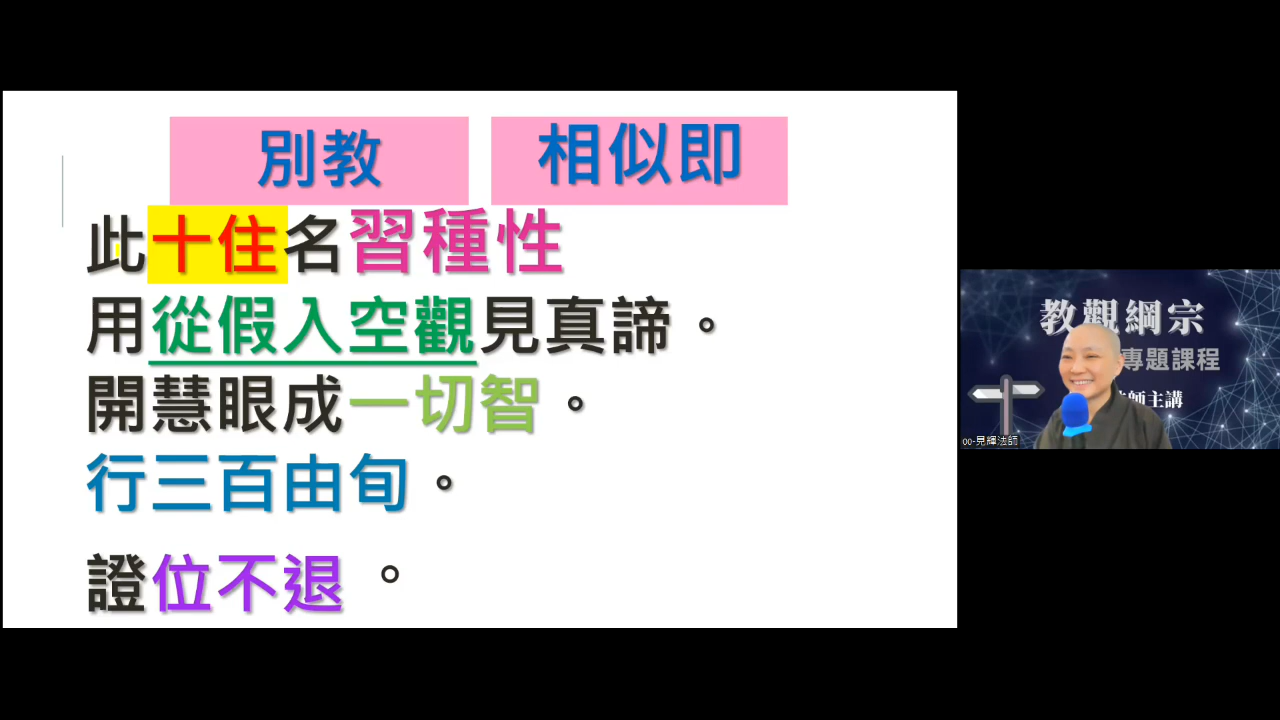 別教 相似即
此十住名習種性
用從假入空觀見真諦。
開慧眼成一切智。
行三百由旬。
證位不退。
教觀綱宗
專題課程
師主講
00-見輝法師